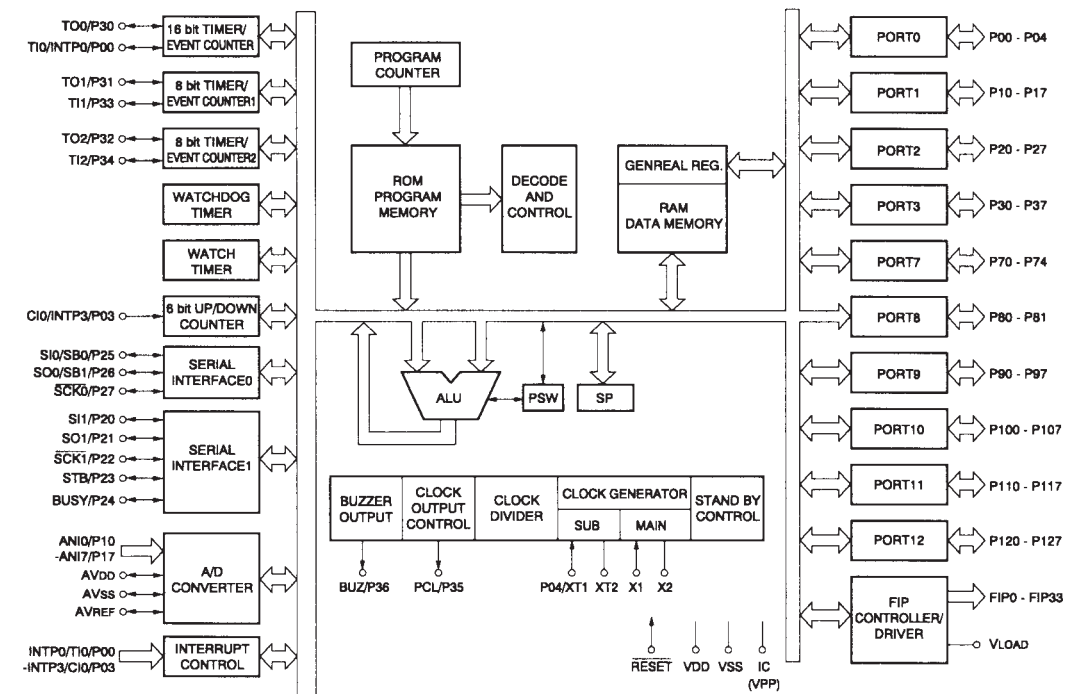 TO0/P30
TI0/INTP0/P00
16 bit TIMER/
EVENT COUNTER
TO1/P31
TI1/P33
8 bit TIMER/
EVENT COUNTER1
TO2/P32
TI2/P34
8 bit TIMER/
EVENT COUNTER2
WATCHDOG
TIMER
WATCH
TIMER
CI0/INTP3/P03
6 bit UP/DOWN
COUNTER
SI0/SB0/P25
SO0/SB1/P26
SCK0/P27
SERIAL
INTERFACE0
SI1/P20
SO1/P21
SCK1/P22
STB/P23
BUSY/P24
SERIAL
INTERFACE1
ANI0/P10
-ANI7/P17
AVDD
AVSS
AVREF
A/D
CONVERTER
INTP0/TI0/P00
-INTP3/CI0/P03
INTERRUPT
CONTROL
PROGRAM
COUNTER
ROM
PROGRAM
MEMORY
DECODE
AND
CONTROL
GENREAL REG.
RAM
DATA MEMORY
ALU
PSW
SP
BUZZER
OUTPUT
CLOCK
OUTPUT
CONTROL
CLOCK
DIVIDER
CLOCK GENERATOR
SUB
MAIN
STAND BY
CONTROL
BUZ/P36
PCL/P35
P04/XT1
XT2
X1
X2
RESET
VDD
VSS
IC
(VPP)
PORT0
P00 - P04
PORT1
P10 - P17
PORT2
P20 - P27
PORT3
P30 - P37
PORT7
P70 - P74
PORT8
P80 - P81
PORT9
P90 - P97
PORT10
P100 - P107
PORT11
P110 - P117
PORT12
P120 - P127
FIP
CONTROLLER/
DRIVER
FIP0 - FIP33
VLOAD